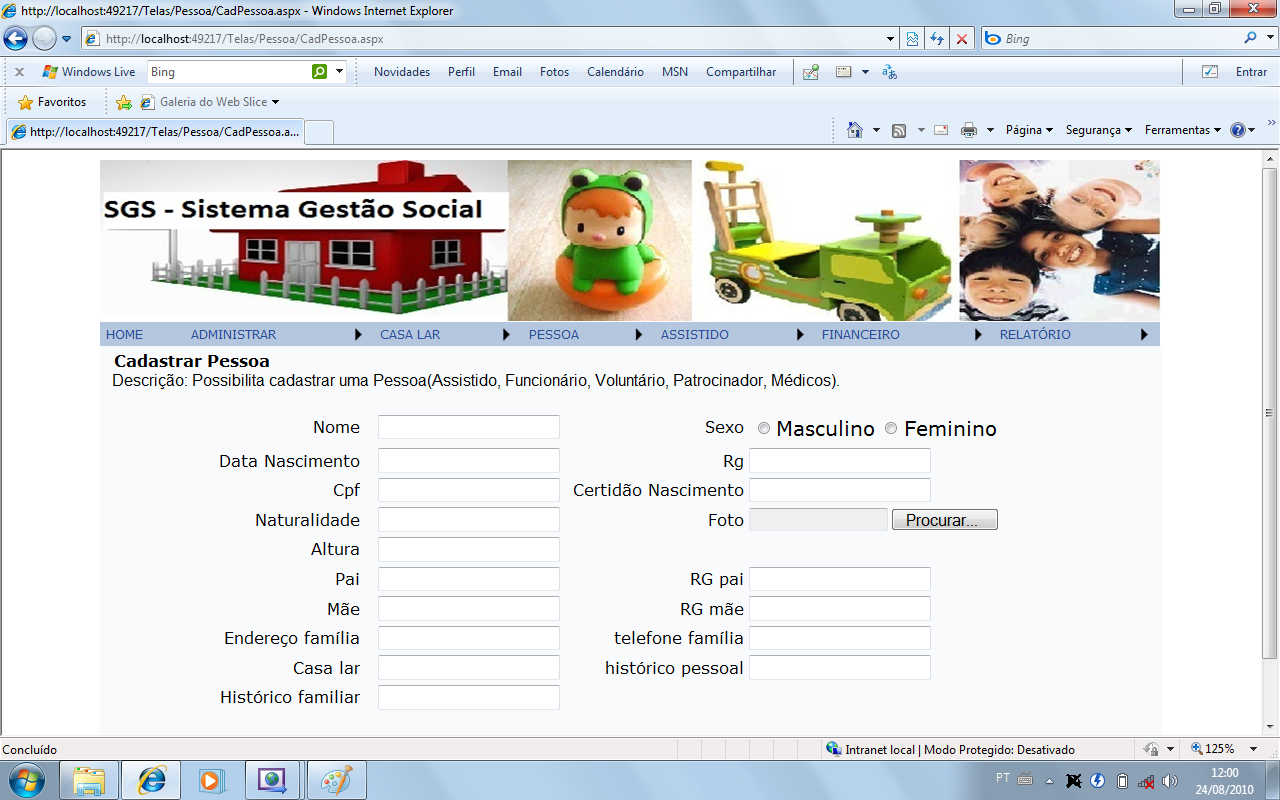 http://localhost:49217/Telas/Pessoa/CadPessoa.aspx - Windows Internet Explorer
http://localhost:49217/Telas/Pessoa/CadPessoa.aspx
Bing
Windows Live
Bing
Novidades Perfil Email Fotos Calendário MSN Compartilhar
Entrar
Favoritos
Galeria do Web Slice
http://localhost:49217/Telas/Pessoa/CadPessoa.a...
Página Segurança Ferramentas
SGS - Sistema Gestão Social
HOME ADMINISTRAR CASA LAR PESSOA ASSISTIDO FINANCEIRO RELATÓRIO
Cadastrar Pessoa
Descrição: Possibilita cadastrar uma Pessoa(Assistido, Funcionário, Voluntário, Patrocinador, Médicos).
Nome Sexo Masculino Feminino
Data Nascimento Rg
Cpf Certidão Nascimento
Naturalidade Foto Procurar...
Altura
Pai RG pai
Mãe RG mãe
Endereço família telefone família
Casa lar histórico pessoal
Histórico familiar
Concluído
Intranet local | Modo Protegido: Desativado
125%
PT
12:00
24/08/2010